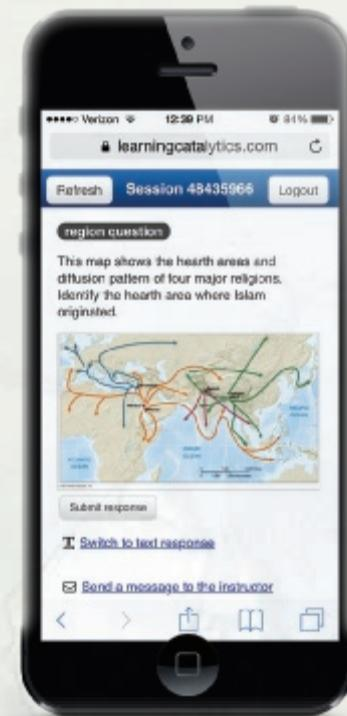 Verizon 12:39 PM 84%
learningcatalytics.com
Refresh Session 48435966 Logout
region question
This map shows the hearth areas and
diffusion pattern of four major religions.
Identify the hearth area where Islam
originated.
Submit response
Switch to text response
Send a message to the instructor